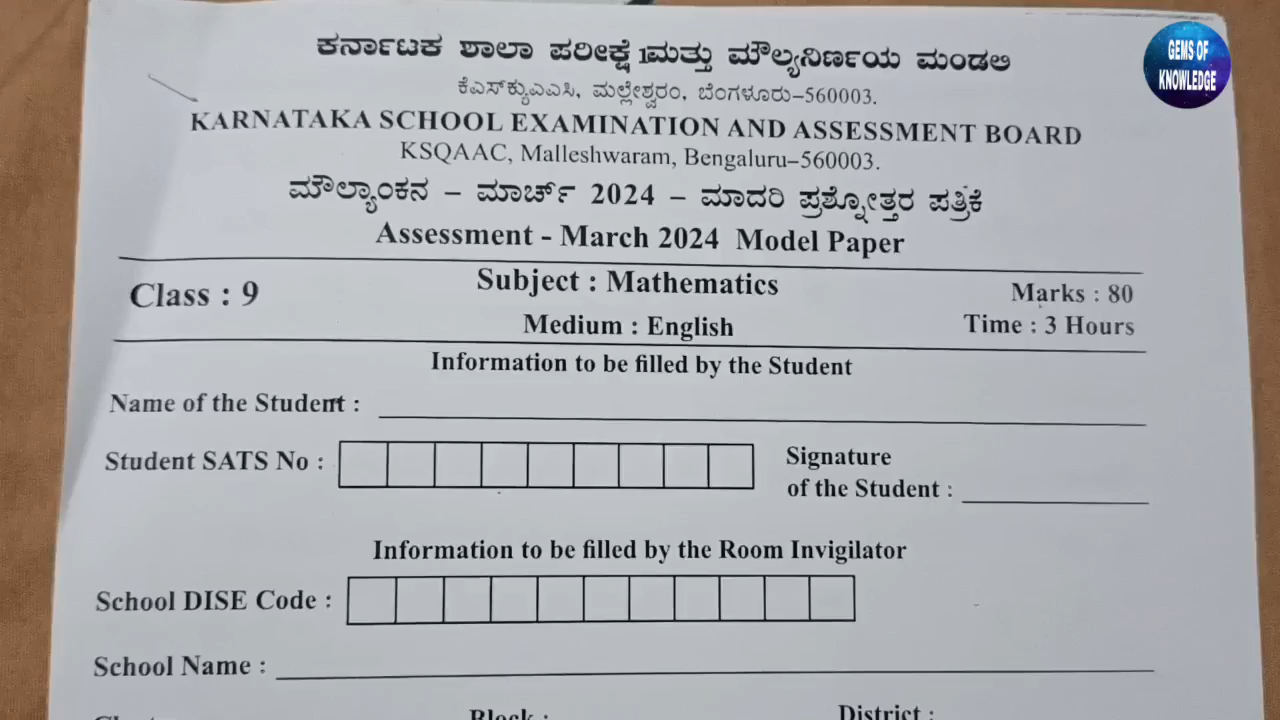 ಕರ್ನಾಟಕ ಶಾಲಾ ಪರೀಕ್ಷೆ 1ಮತ್ತು ಮೌಲ್ಯನಿರ್ಣಯ ಮಂಡಲಿ
ಕೆಎಸ್‌ಕ್ಯುಎಎಸಿ, ಮಲ್ಲೇಶ್ವರಂ, ಬೆಂಗಳೂರು–560003.
KARNATAKA SCHOOL EXAMINATION AND ASSESSMENT BOARD
KSQAAC, Malleshwaram, Bengaluru–560003.
ಮೌಲ್ಯಾಂಕನ – ಮಾರ್ಚ್ 2024 – ಮಾದರಿ ಪ್ರಶ್ನೋತ್ತರ ಪತ್ರಿಕೆ
Assessment - March 2024 Model Paper
Class : 9
Subject : Mathematics
Marks : 80
Medium : English
Time : 3 Hours
Information to be filled by the Student
Name of the Student :
Student SATS No :
Signature
of the Student :
Information to be filled by the Room Invigilator
School DISE Code :
School Name :
Block :
District :
GEMS OF
KNOWLEDGE